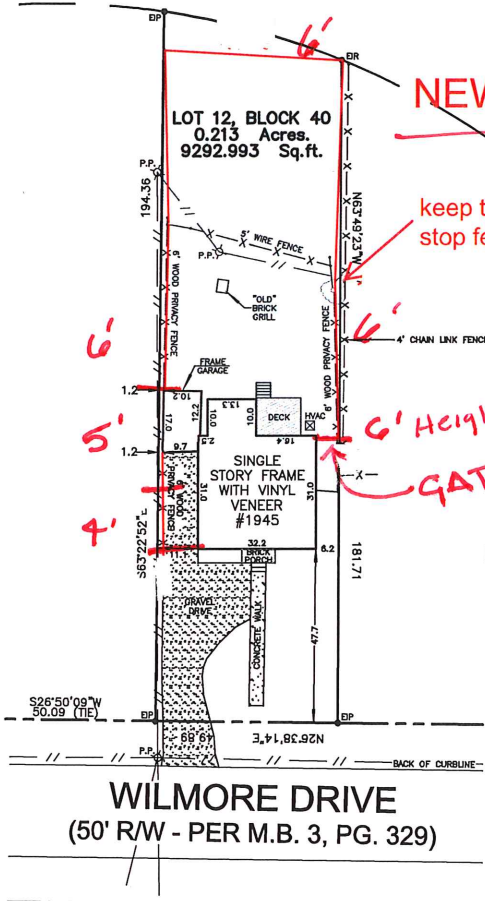 EIP
6'
EIR
NEW
LOT 12, BLOCK 40
0.213 Acres.
9292.993 Sq.ft.
P.P.
194.36
N63°49'23"W
keep t
stop fe
5' WIRE FENCE
P.P.
6' WOOD PRIVACY FENCE
"OLD"
BRICK
GRILL
6' WOOD PRIVACY FENCE
6'
6'
4' CHAIN LINK FENCE
FRAME
GARAGE
1.2
10.2
12.2
13.3
10.0
10.0
DECK
HVAC
17.0
5'
2.5
16.4
6' Heigh
1.2
9.7
SINGLE
STORY FRAME
WITH VINYL
VENEER
#1945
31.0
31.0
6' WOOD
PRIVACY FENCE
GAT
X
4'
S63°22'52"
32.2
BRICK
PORCH
6.2
181.71
GRAVEL
DRIVE
CONCRETE WALK
47.7
S26°50'09"W
50.09 (TIE)
EIP
EIP
49.89
N26°38'14"E
P.P.
BACK OF CURBLINE
WILMORE DRIVE
(50' R/W - PER M.B. 3, PG. 329)